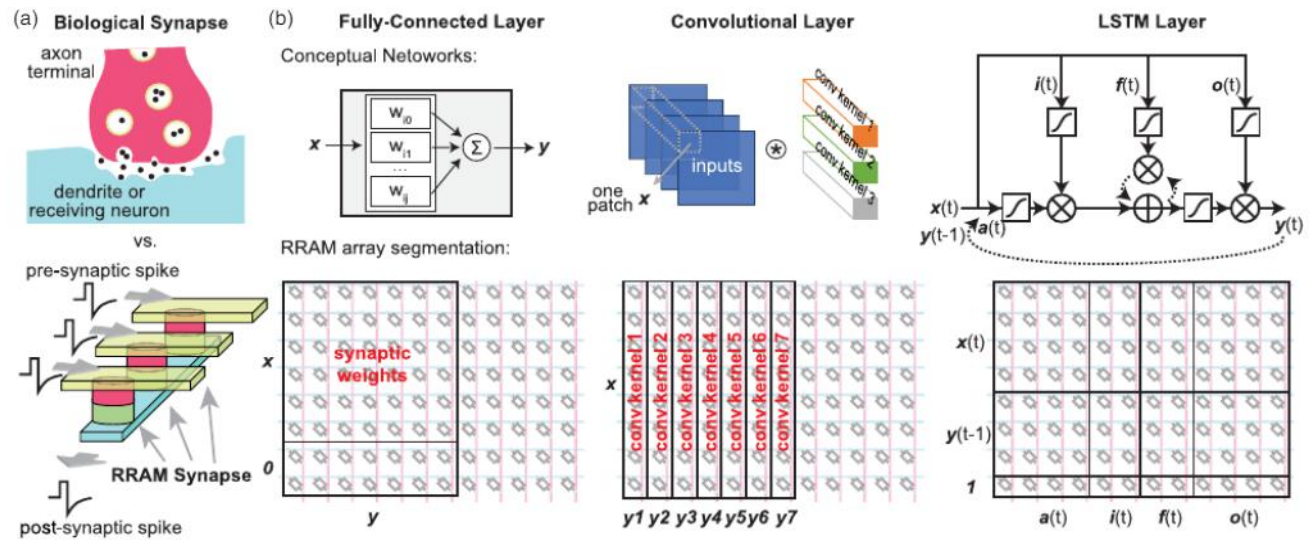 (a) Biological Synapse
axon
terminal
dendrite or
receiving neuron
vs.
pre-synaptic spike
RRAM Synapse
post-synaptic spike
(b) Fully-Connected Layer
Conceptual Netoworks:
x
wi0
wi1
...
wij
Σ
y
RRAM array segmentation:
x
synaptic
weights
0
y
Convolutional Layer
inputs
one
patch x
conv kernel 1
conv kernel 2
conv kernel 3
x
conv kernel 1
conv kernel 2
conv kernel 3
conv kernel 4
conv kernel 5
conv kernel 6
conv kernel 7
y1 y2 y3 y4 y5 y6 y7
LSTM Layer
i(t) f(t) o(t)
x(t)
y(t-1)
a(t)
y(t)
x(t)
y(t-1)
1
a(t) i(t) f(t) o(t)